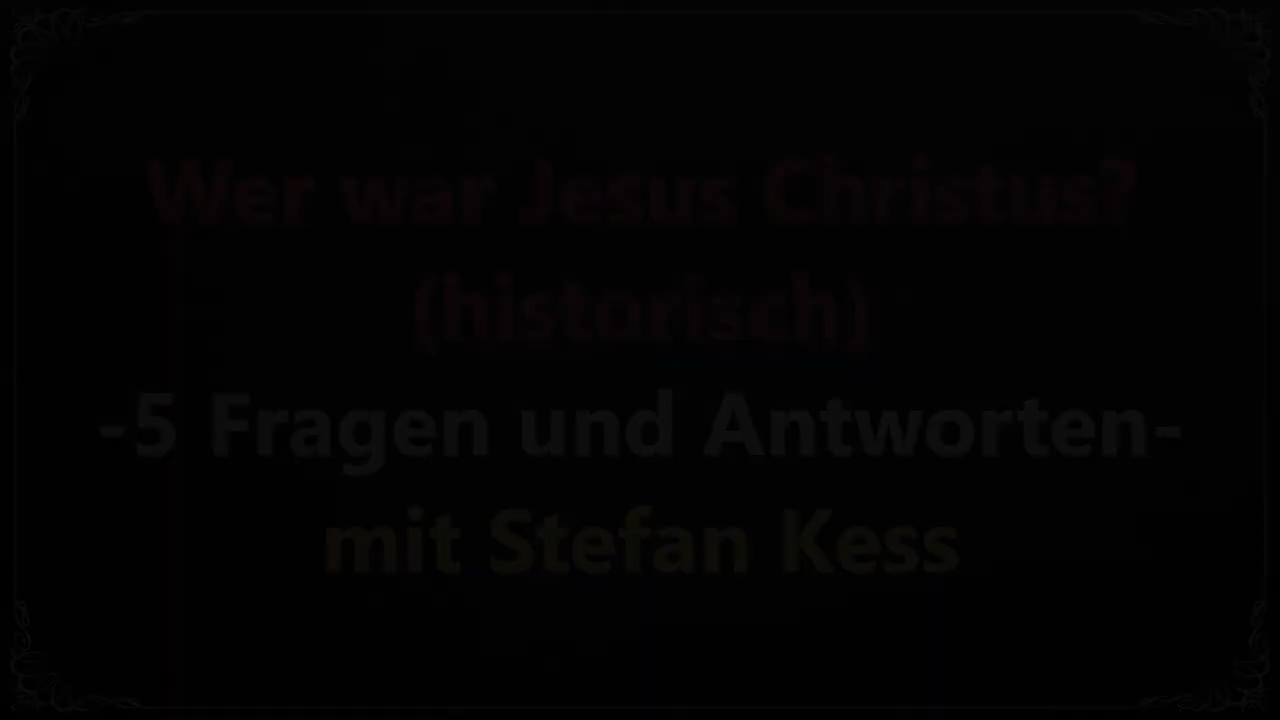 Wer war Jesus Christus?
(historisch)
-5 Fragen und Antworten-
mit Stefan Kess